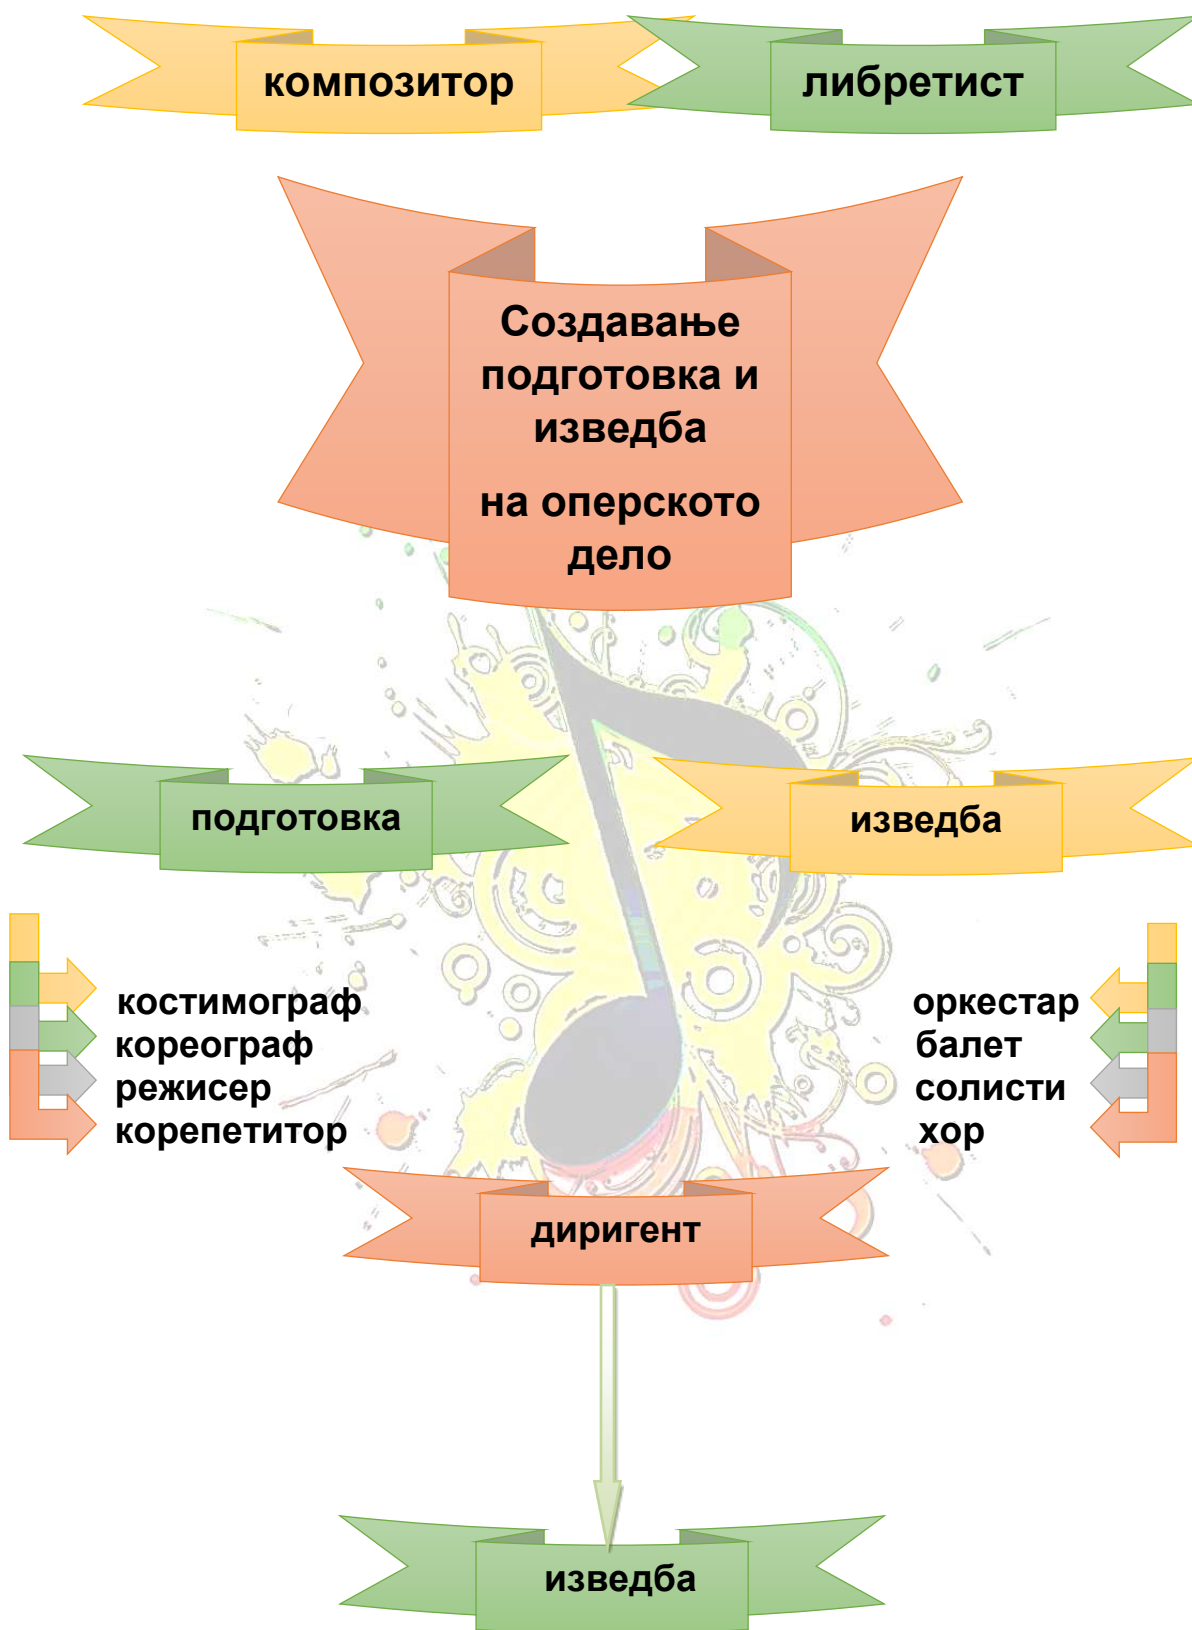 композитор
либретист
Создавање
подготовка и
изведба
на оперското
дело
подготовка
изведба
костимограф
кореограф
режисер
корепетитор
оркестар
балет
солисти
хор
диригент
изведба